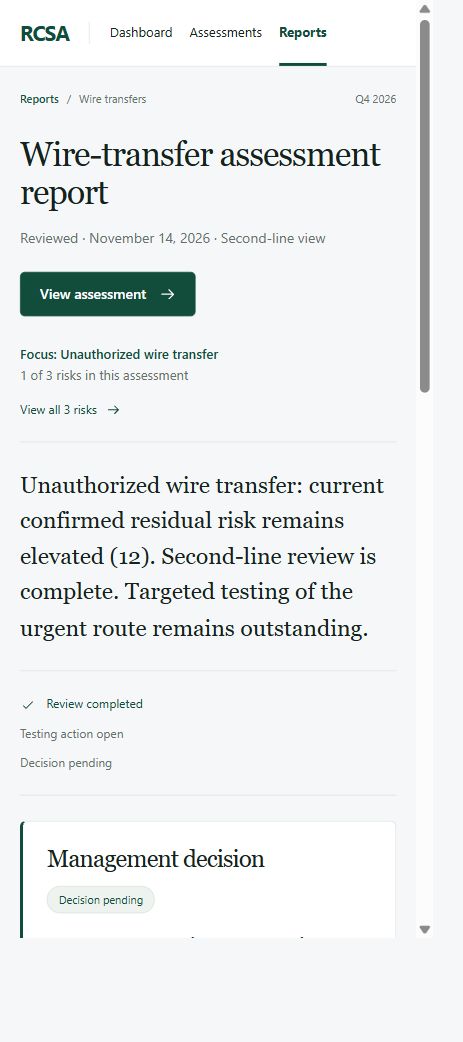 RCSA
Dashboard
Assessments
Reports
Reports / Wire transfers
Q4 2026
Wire-transfer assessment
report
Reviewed · November 14, 2026 · Second-line view
View assessment →
Focus: Unauthorized wire transfer
1 of 3 risks in this assessment
View all 3 risks →
Unauthorized wire transfer: current
confirmed residual risk remains
elevated (12). Second-line review is
complete. Targeted testing of the
urgent route remains outstanding.
Review completed
Testing action open
Decision pending
Management decision
Decision pending